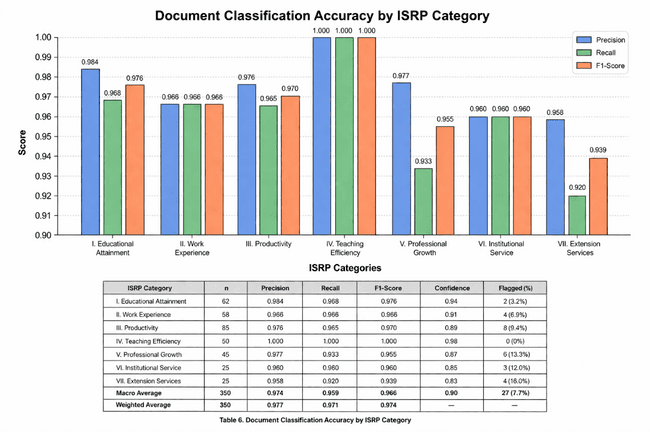 Document Classification Accuracy by ISRP Category
Precision
Recall
F1-Score
Score
1.00
0.99
0.98
0.97
0.96
0.95
0.94
0.93
0.92
0.91
0.90
0.984
0.968
0.976
0.966 0.966 0.966
0.976
0.965
0.970
1.000 1.000 1.000
0.977
0.933
0.955
0.960 0.960 0.960
0.958
0.920
0.939
I. Educational
Attainment
II. Work
Experience
III. Productivity
IV. Teaching
Efficiency
V. Professional
Growth
VI. Institutional
Service
VII. Extension
Services
ISRP Categories
ISRP Category n Precision Recall F1-Score Confidence Flagged (%)
I. Educational Attainment 62 0.984 0.968 0.976 0.94 2 (3.2%)
II. Work Experience 58 0.966 0.966 0.966 0.91 4 (6.9%)
III. Productivity 85 0.976 0.965 0.970 0.89 8 (9.4%)
IV. Teaching Efficiency 50 1.000 1.000 1.000 0.98 0 (0%)
V. Professional Growth 45 0.977 0.933 0.955 0.87 6 (13.3%)
VI. Institutional Service 25 0.960 0.960 0.960 0.85 3 (12.0%)
VII. Extension Services 25 0.958 0.920 0.939 0.83 4 (16.0%)
Macro Average 350 0.974 0.959 0.966 0.90 27 (7.7%)
Weighted Average 350 0.977 0.971 0.974 — —
Table 6. Document Classification Accuracy by ISRP Category